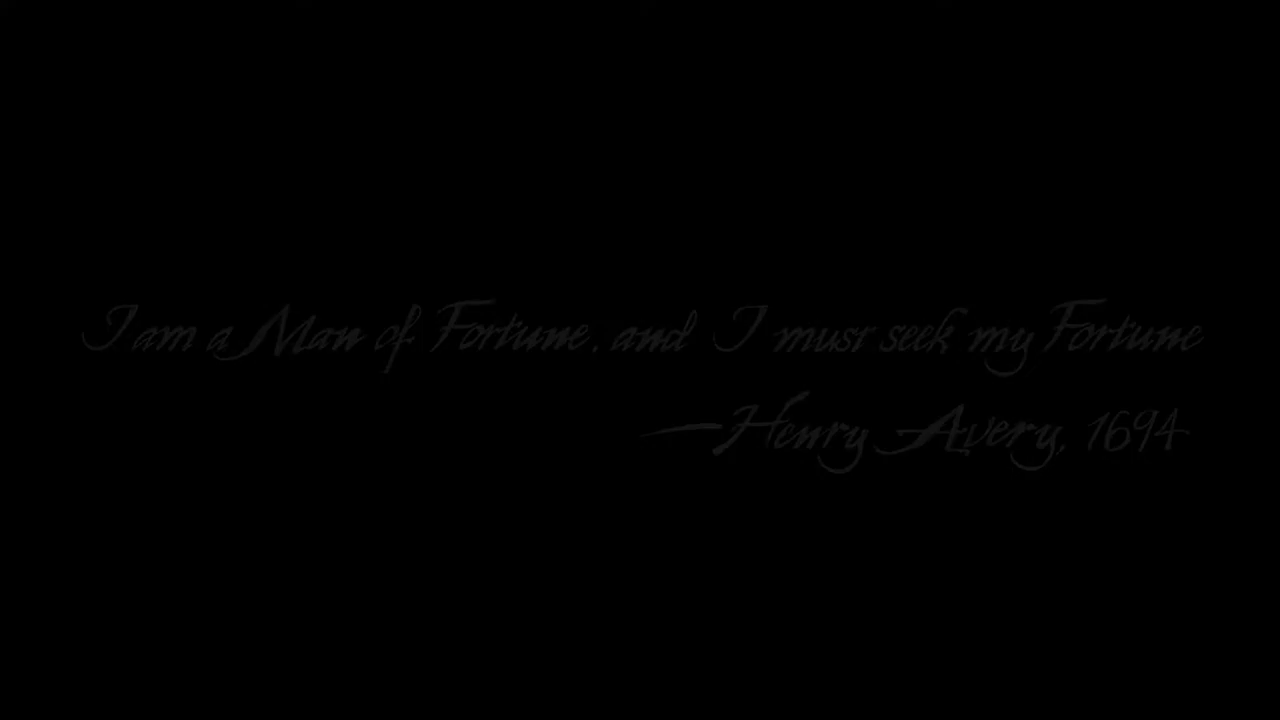 I am a Man of Fortune, and I must seek my Fortune
—Henry Avery, 1694